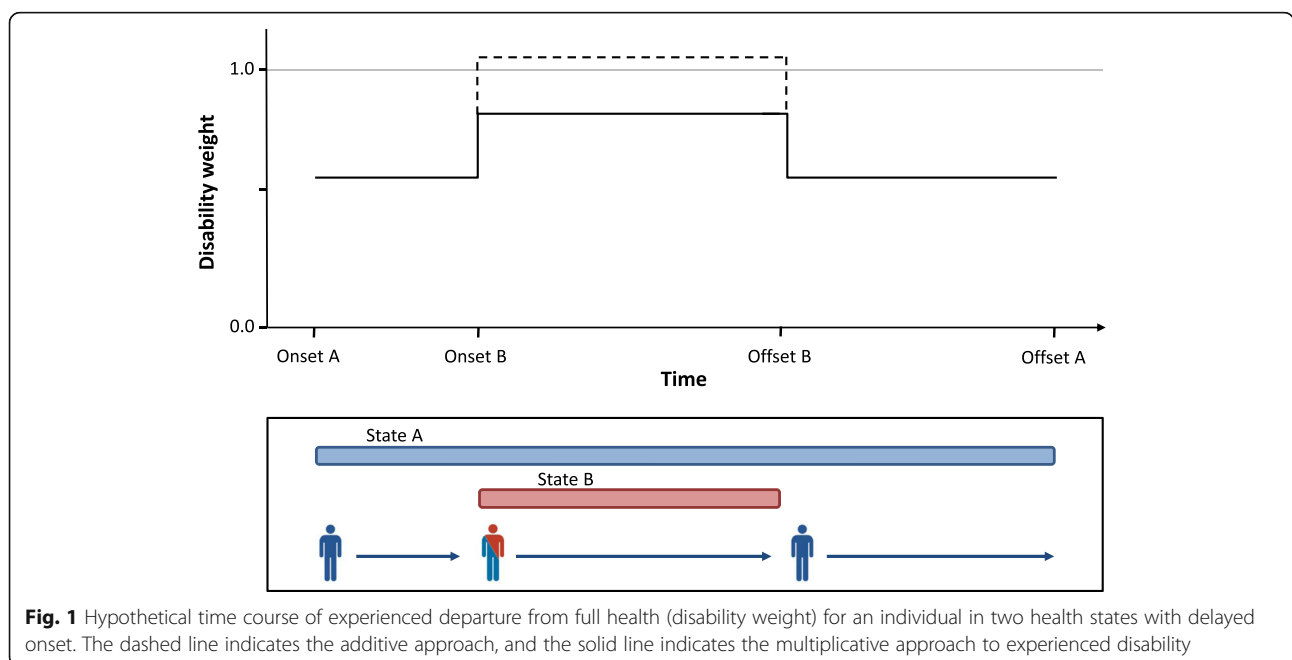 1.0
Disability weight
0.0
Onset A
Onset B
Offset B
Offset A
Time
State A
State B
Fig. 1 Hypothetical time course of experienced departure from full health (disability weight) for an individual in two health states with delayed
onset. The dashed line indicates the additive approach, and the solid line indicates the multiplicative approach to experienced disability